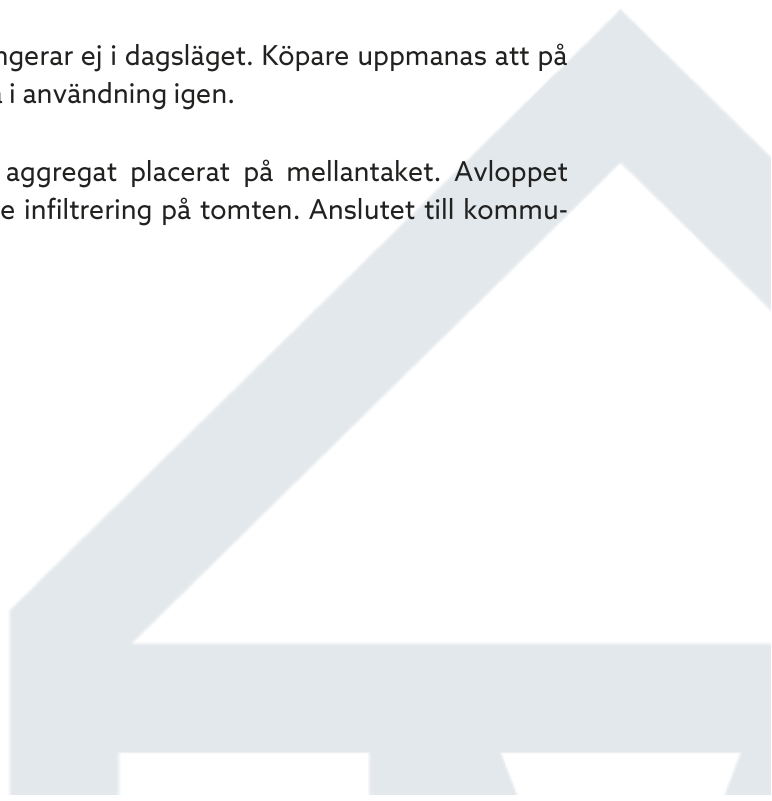 ngerar ej i dagsläget. Köpare uppmanas att på
i användning igen.
aggregat placerat på mellantaket. Avloppet
e infiltrering på tomten. Anslutet till kommu-